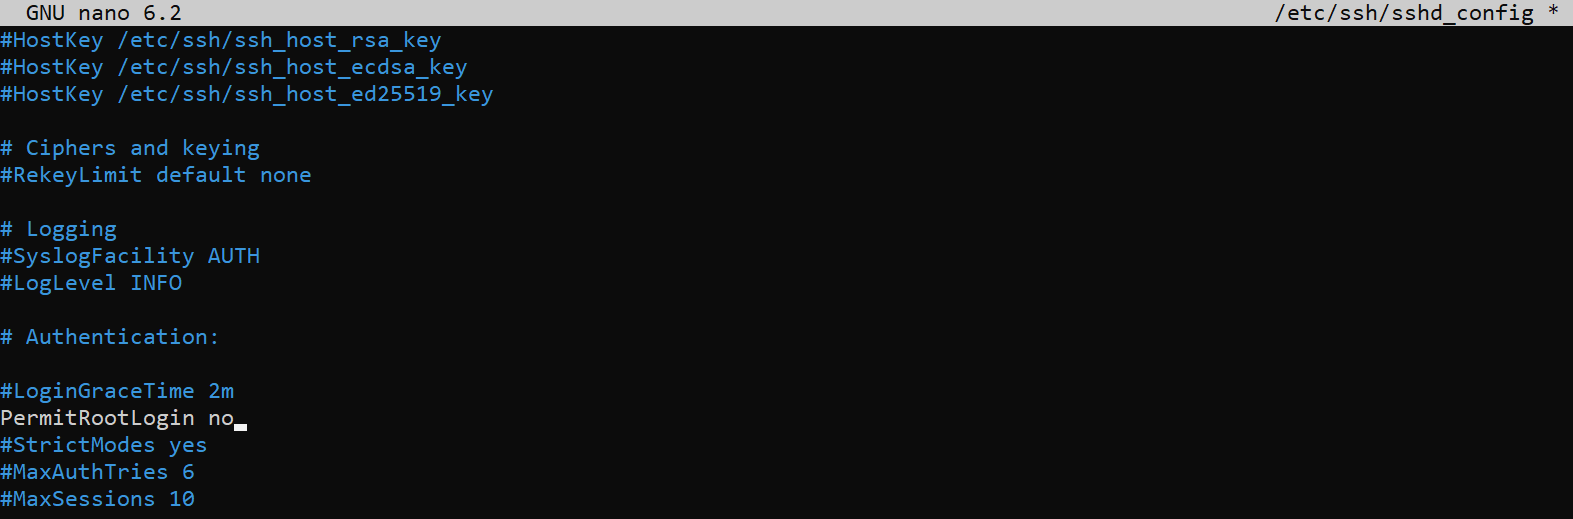 GNU nano 6.2 /etc/ssh/sshd_config *
#HostKey /etc/ssh/ssh_host_rsa_key
#HostKey /etc/ssh/ssh_host_ecdsa_key
#HostKey /etc/ssh/ssh_host_ed25519_key
# Ciphers and keying
#RekeyLimit default none
# Logging
#SyslogFacility AUTH
#LogLevel INFO
# Authentication:
#LoginGraceTime 2m
PermitRootLogin no
#StrictModes yes
#MaxAuthTries 6
#MaxSessions 10